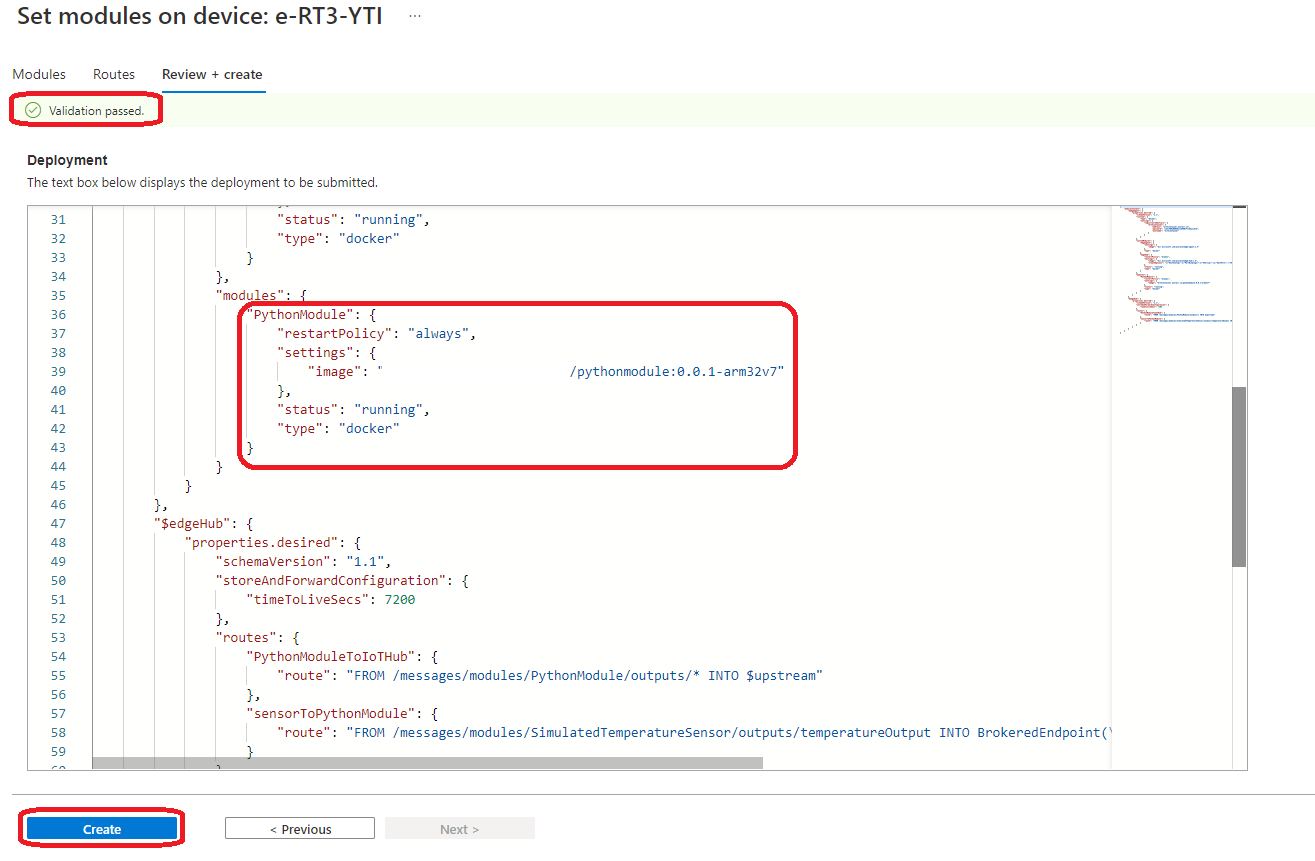 Set modules on device: e-RT3-YTI ...
Modules Routes Review + create
Validation passed.
Deployment
The text box below displays the deployment to be submitted.
31 "status": "running",
32 "type": "docker"
33 }
34 },
35 "modules": {
36 "PythonModule": {
37 "restartPolicy": "always",
38 "settings": {
39 "image": " /pythonmodule:0.0.1-arm32v7"
40 },
41 "status": "running",
42 "type": "docker"
43 }
44 }
45 }
46 },
47 "$edgeHub": {
48 "properties.desired": {
49 "schemaVersion": "1.1",
50 "storeAndForwardConfiguration": {
51 "timeToLiveSecs": 7200
52 },
53 "routes": {
54 "PythonModuleToIoTHub": {
55 "route": "FROM /messages/modules/PythonModule/outputs/* INTO $upstream"
56 },
57 "sensorToPythonModule": {
58 "route": "FROM /messages/modules/SimulatedTemperatureSensor/outputs/temperatureOutput INTO BrokeredEndpoint(\
59 }
Create < Previous Next >